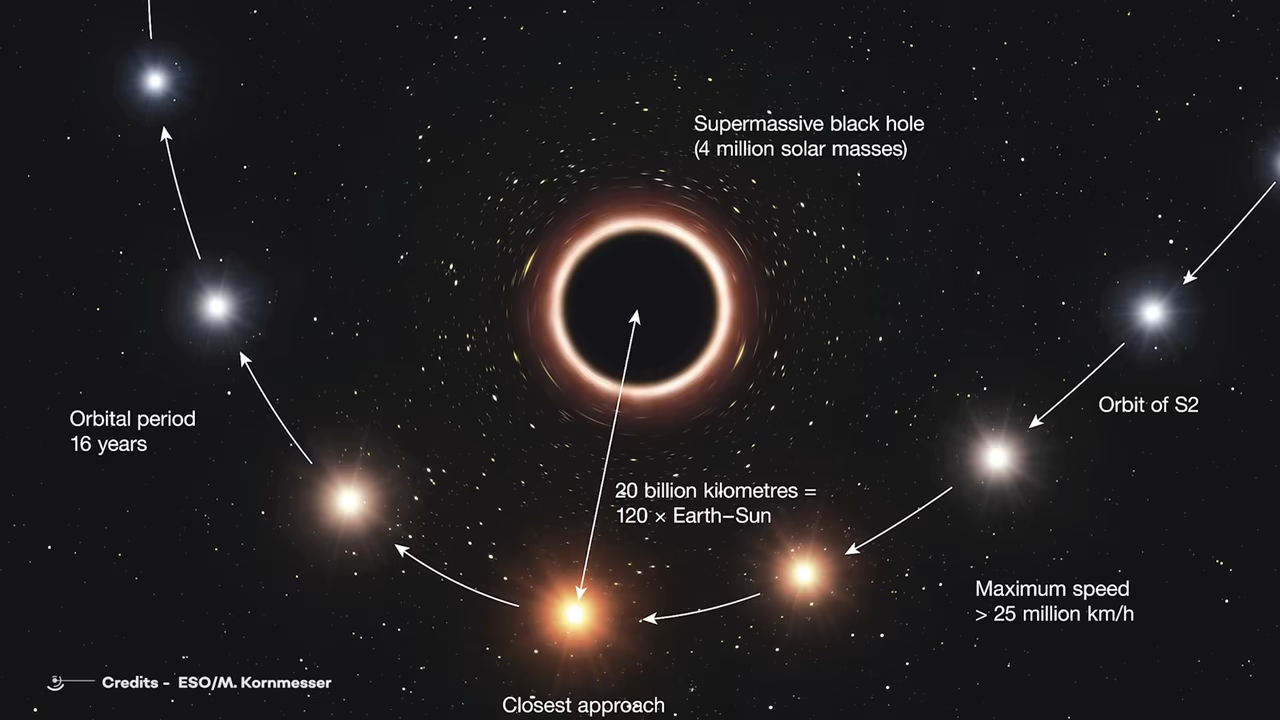 Supermassive black hole
(4 million solar masses)
Orbit of S2
Orbital period
16 years
20 billion kilometres =
120 × Earth–Sun
Maximum speed
> 25 million km/h
Credits - ESO/M. Kornmesser
Closest approach